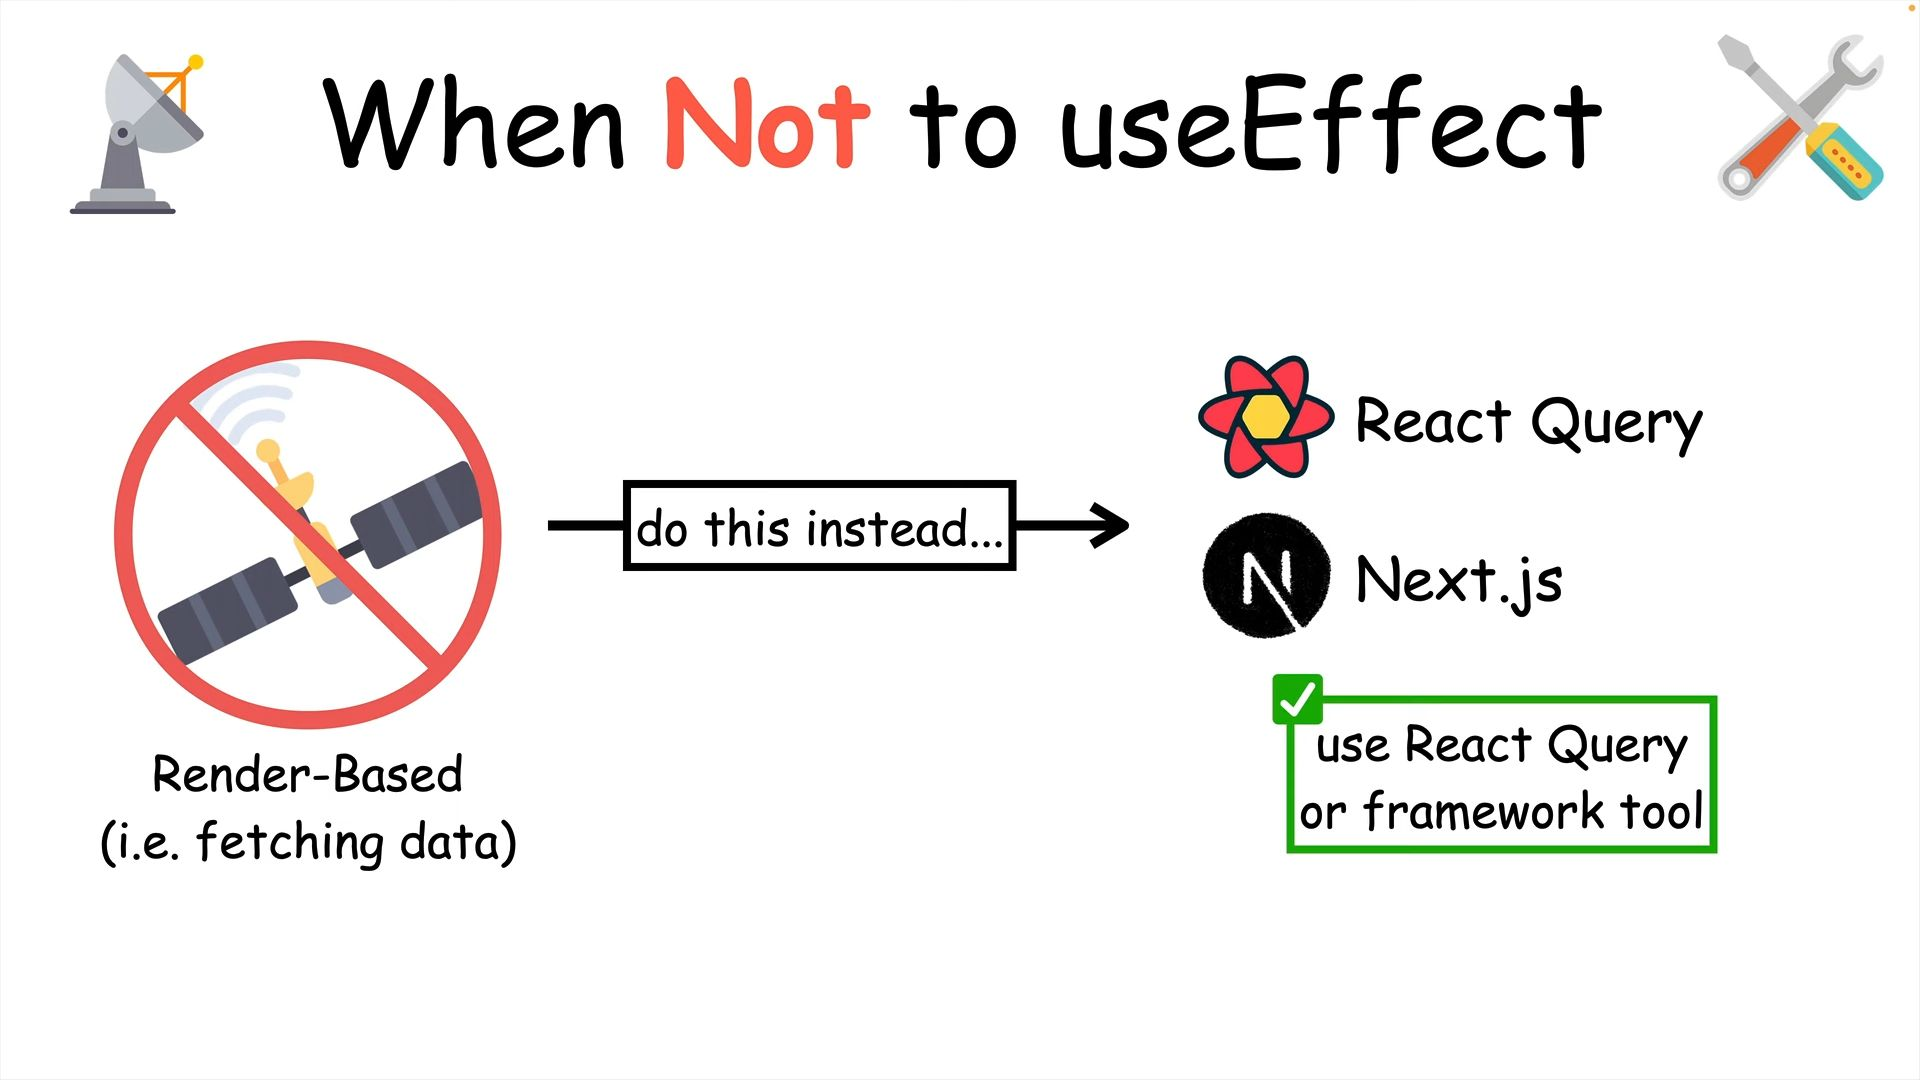 When Not to useEffect
do this instead...
React Query
N
Next.js
use React Query
or framework tool
Render-Based
(i.e. fetching data)